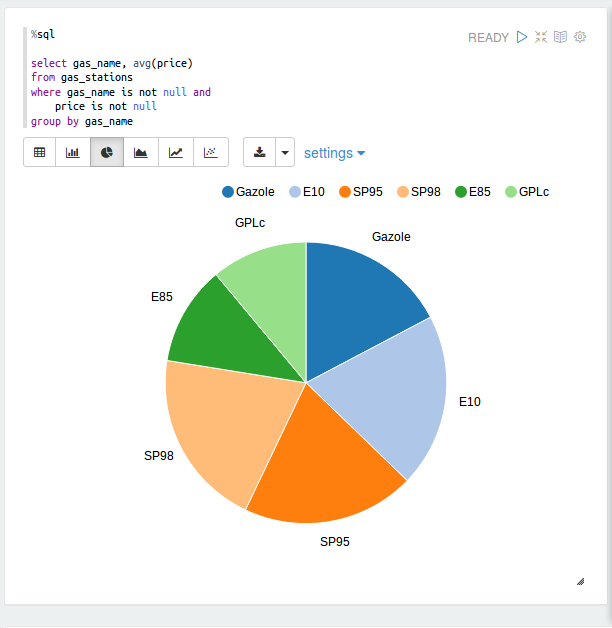 %sql
READY
select gas_name, avg(price)
from gas_stations
where gas_name is not null and
price is not null
group by gas_name
settings
Gazole E10 SP95 SP98 E85 GPLc
GPLc
Gazole
E85
E10
SP98
SP95